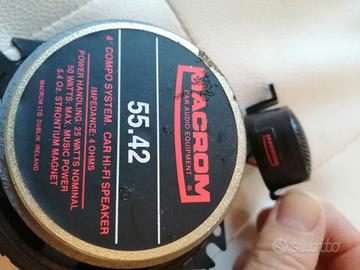 MACROM
®
CAR AUDIO EQUIPMENT
55.42
4" COMPO SYSTEM CAR HI-FI SPEAKER
IMPEDANCE: 4 OHMS
POWER HANDLING: 25 WATTS NOMINAL
50 WATTS. MAX. MUSIC POWER
5.4 Oz STRONTIUM MAGNET
MACROM LTD DUBLIN IRELAND
MACROM
Subito